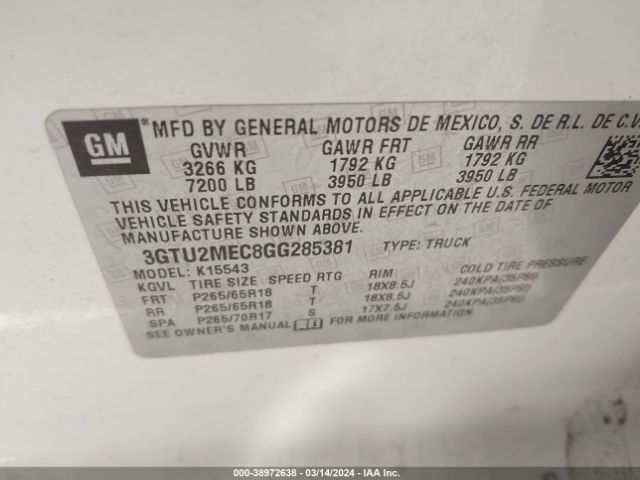 GM *MFD BY GENERAL MOTORS DE MEXICO, S. DE R.L. DE C.V.
GVWR GAWR FRT GAWR RR
3266 KG 1792 KG 1792 KG
7200 LB 3950 LB 3950 LB
THIS VEHICLE CONFORMS TO ALL APPLICABLE U.S. FEDERAL MOTOR
VEHICLE SAFETY STANDARDS IN EFFECT ON THE DATE OF
MANUFACTURE SHOWN ABOVE.
3GTU2MEC8GG285381 TYPE: TRUCK
MODEL: K15543
KGVL TIRE SIZE SPEED RTG RIM COLD TIRE PRESSURE
FRT P265/65R18 T 18X8.5J 240KPA(35PSI)
RR P265/65R18 T 18X8.5J 240KPA(35PSI)
SPA P265/70R17 S 17X7.5J 240KPA(35PSI)
SEE OWNER'S MANUAL FOR MORE INFORMATION.
000-38972638 - 03/14/2024 - IAA Inc.